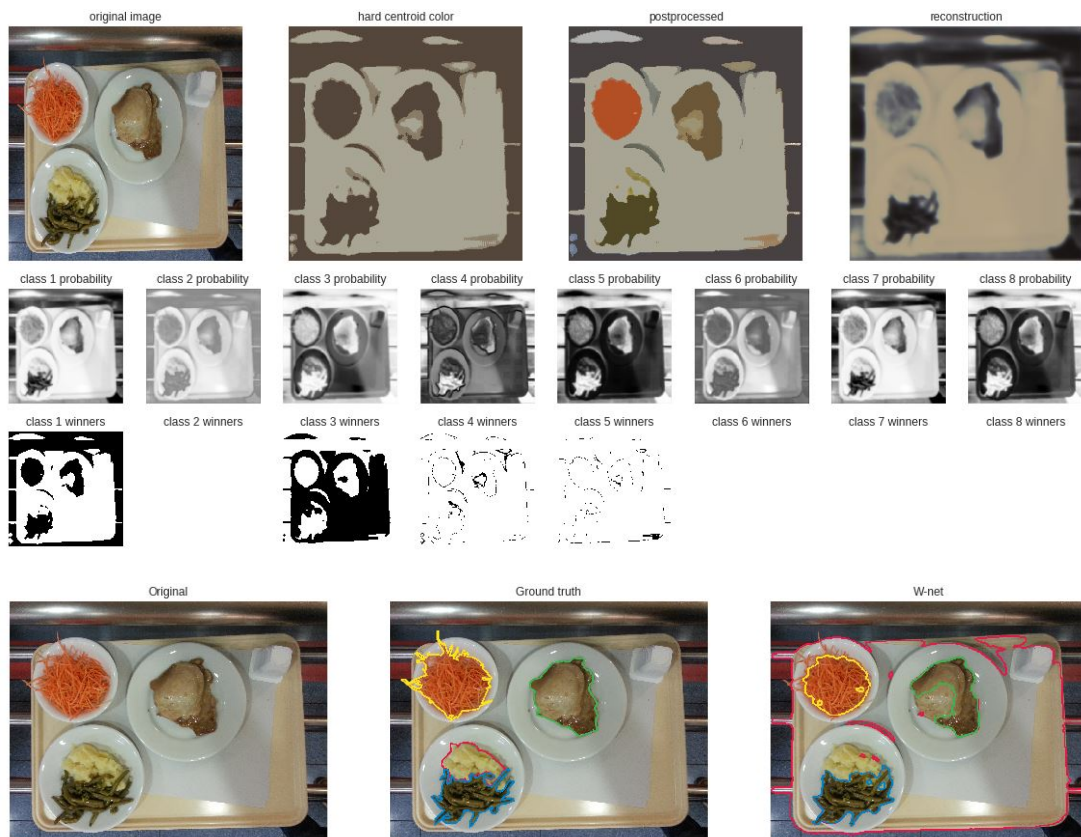 original image
hard centroid color
postprocessed
reconstruction
class 1 probability
class 2 probability
class 3 probability
class 4 probability
class 5 probability
class 6 probability
class 7 probability
class 8 probability
class 1 winners
class 2 winners
class 3 winners
class 4 winners
class 5 winners
class 6 winners
class 7 winners
class 8 winners
Original
Ground truth
W-net